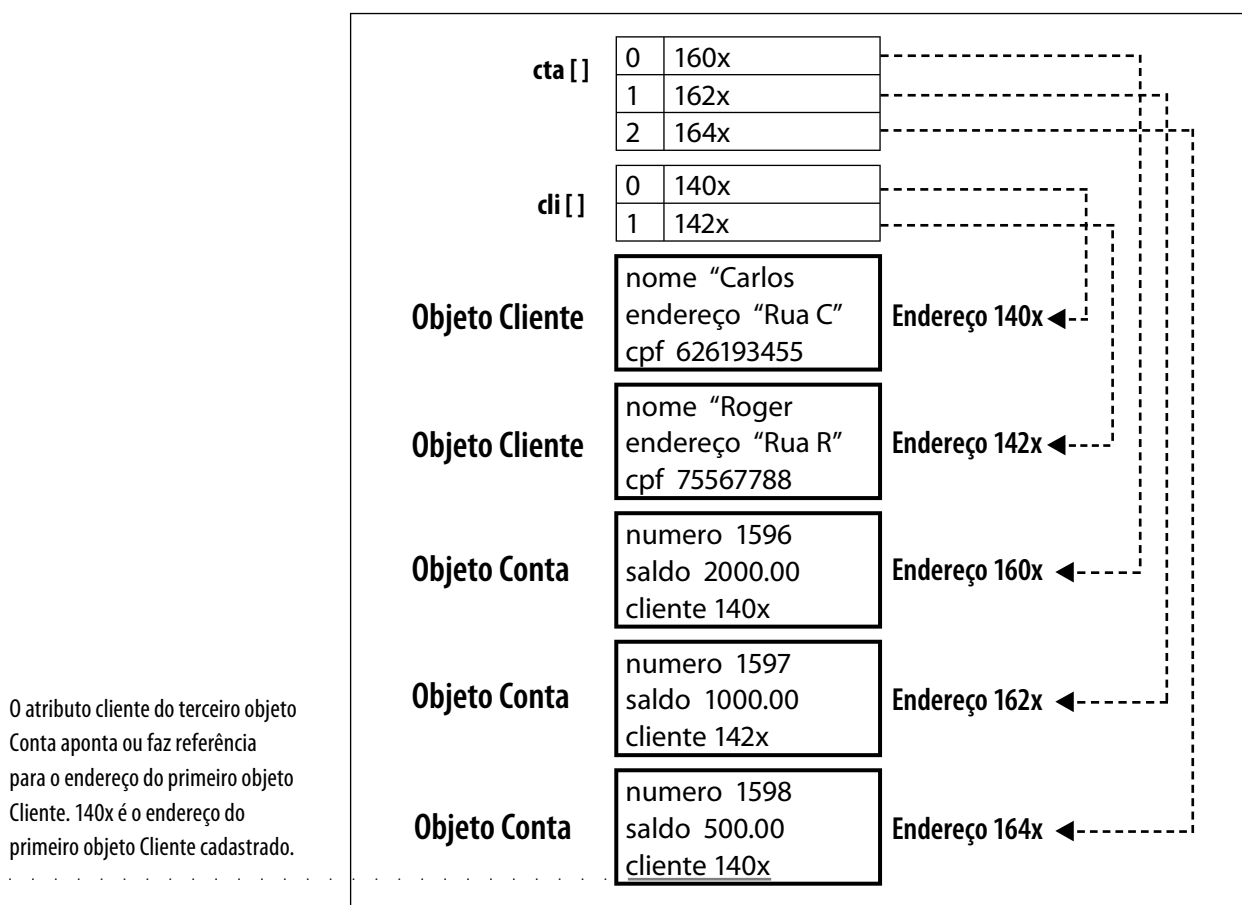 cta [ ]
0 160x
1 162x
2 164x
cli [ ]
0 140x
1 142x
Objeto Cliente
nome “Carlos
endereço “Rua C”
cpf 626193455
Endereço 140x
Objeto Cliente
nome “Roger
endereço “Rua R”
cpf 75567788
Endereço 142x
Objeto Conta
numero 1596
saldo 2000.00
cliente 140x
Endereço 160x
Objeto Conta
numero 1597
saldo 1000.00
cliente 142x
Endereço 162x
Objeto Conta
numero 1598
saldo 500.00
cliente 140x
Endereço 164x
O atributo cliente do terceiro objeto
Conta aponta ou faz referência
para o endereço do primeiro objeto
Cliente. 140x é o endereço do
primeiro objeto Cliente cadastrado.